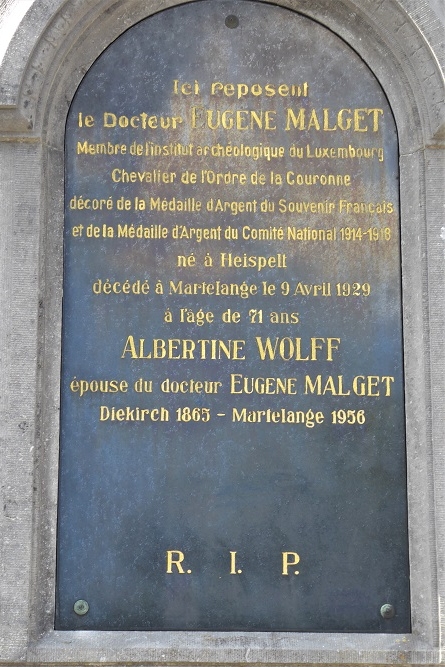 Ici reposent
le Docteur EUGENE MALGET
Membre de l'institut archéologique du Luxembourg
Chevalier de l'Ordre de la Couronne
décoré de la Médaille d'Argent du Souvenir Français
et de la Médaille d'Argent du Comité National 1914-1918
né à Heispelt
décédé à Martelange le 9 Avril 1929
à l'age de 71 ans
ALBERTINE WOLFF
épouse du docteur EUGENE MALGET
Diekirch 1865 - Martelange 1956
R. I. P.